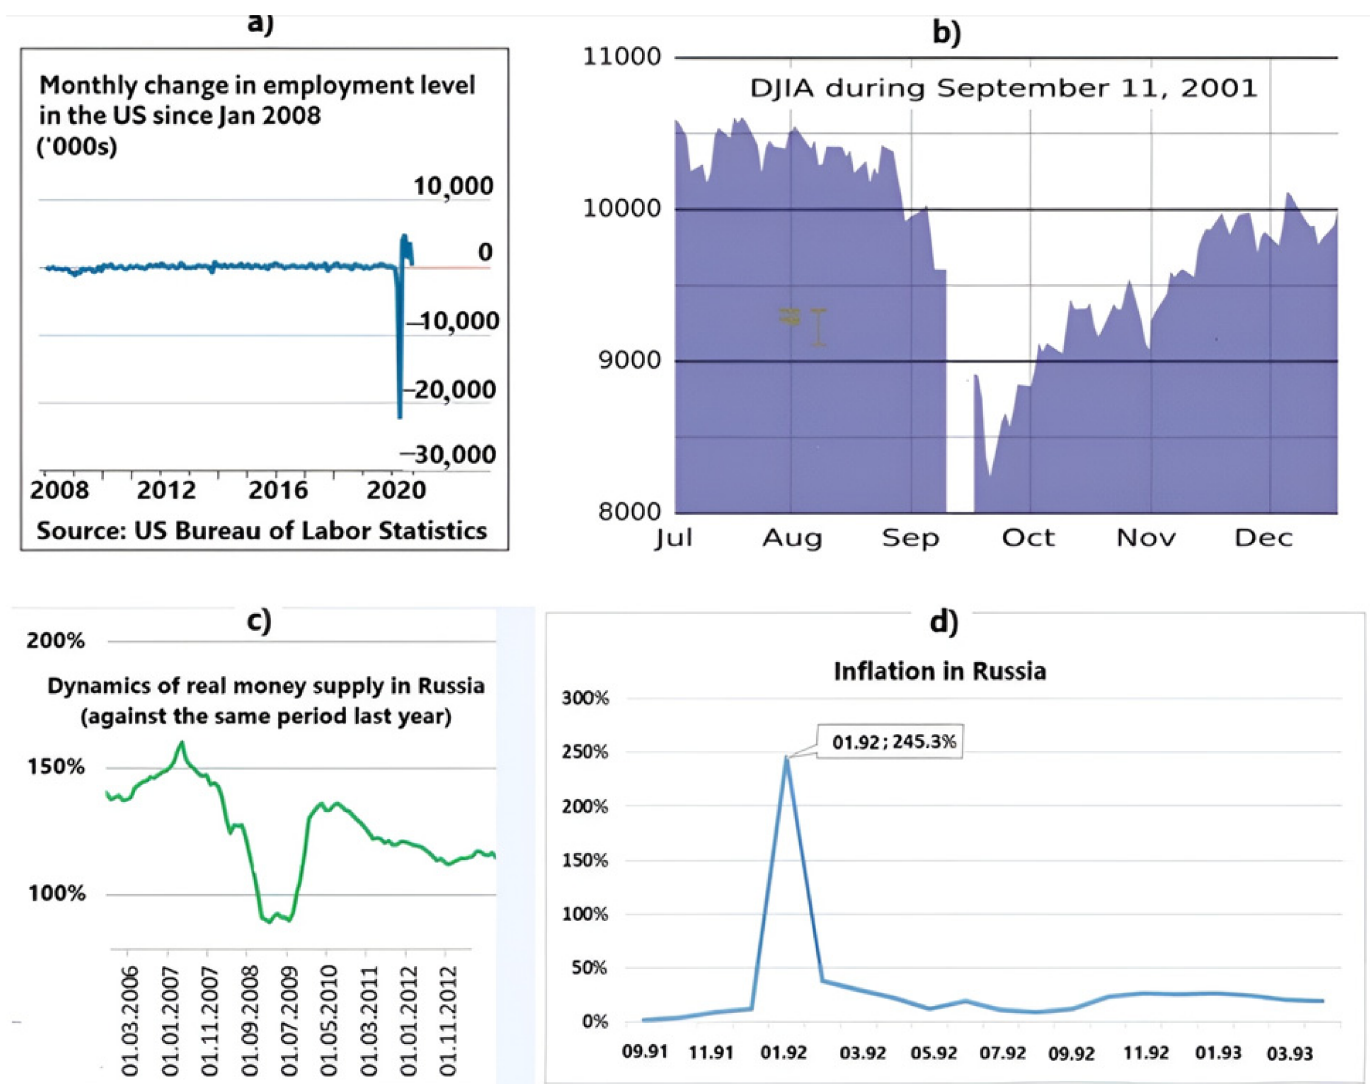 a)
Monthly change in employment level
in the US since Jan 2008
('000s)
10,000
0
−10,000
−20,000
−30,000
2008 2012 2016 2020
Source: US Bureau of Labor Statistics
b)
DJIA during September 11, 2001
11000
10000
9000
8000
Jul Aug Sep Oct Nov Dec
c)
200%
Dynamics of real money supply in Russia
(against the same period last year)
150%
100%
01.03.2006
01.01.2007
01.11.2007
01.09.2008
01.07.2009
01.05.2010
01.03.2011
01.01.2012
01.11.2012
d)
Inflation in Russia
300%
250%
01.92; 245.3%
200%
150%
100%
50%
0%
09.91 11.91 01.92 03.92 05.92 07.92 09.92 11.92 01.93 03.93